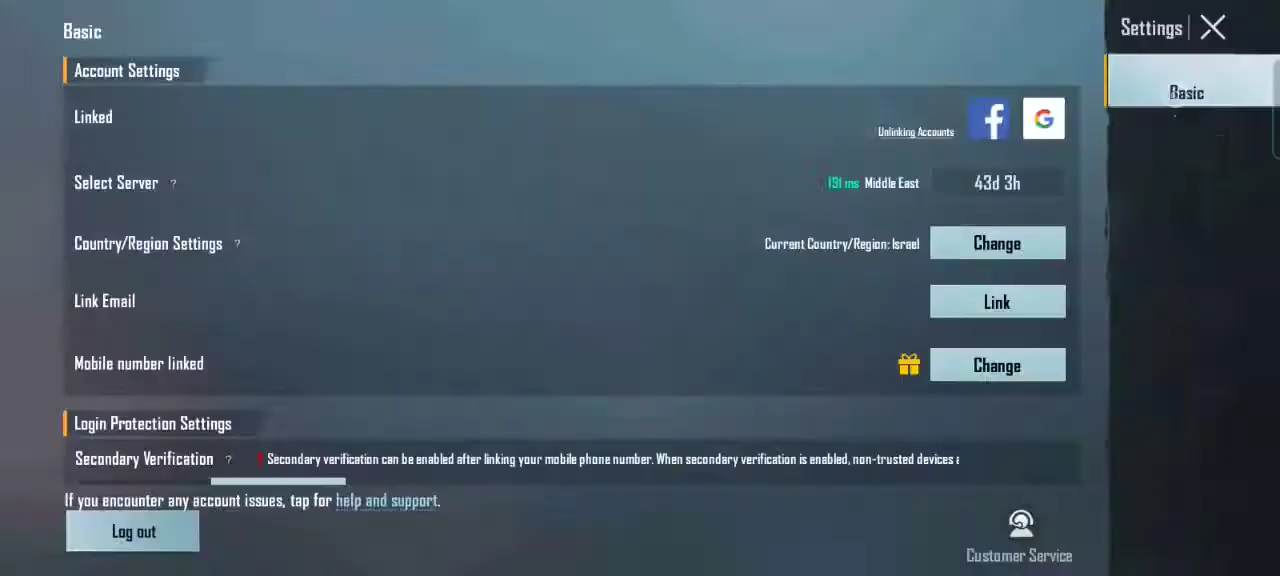 Basic
Settings
Account Settings
Basic
Linked
Unlinking Accounts
Select Server ?
191 ms Middle East
43d 3h
Country/Region Settings ?
Current Country/Region: Israel
Change
Link Email
Link
Mobile number linked
Change
Login Protection Settings
Secondary Verification ?
! Secondary verification can be enabled after linking your mobile phone number. When secondary verification is enabled, non-trusted devices a
If you encounter any account issues, tap for help and support.
Log out
Customer Service